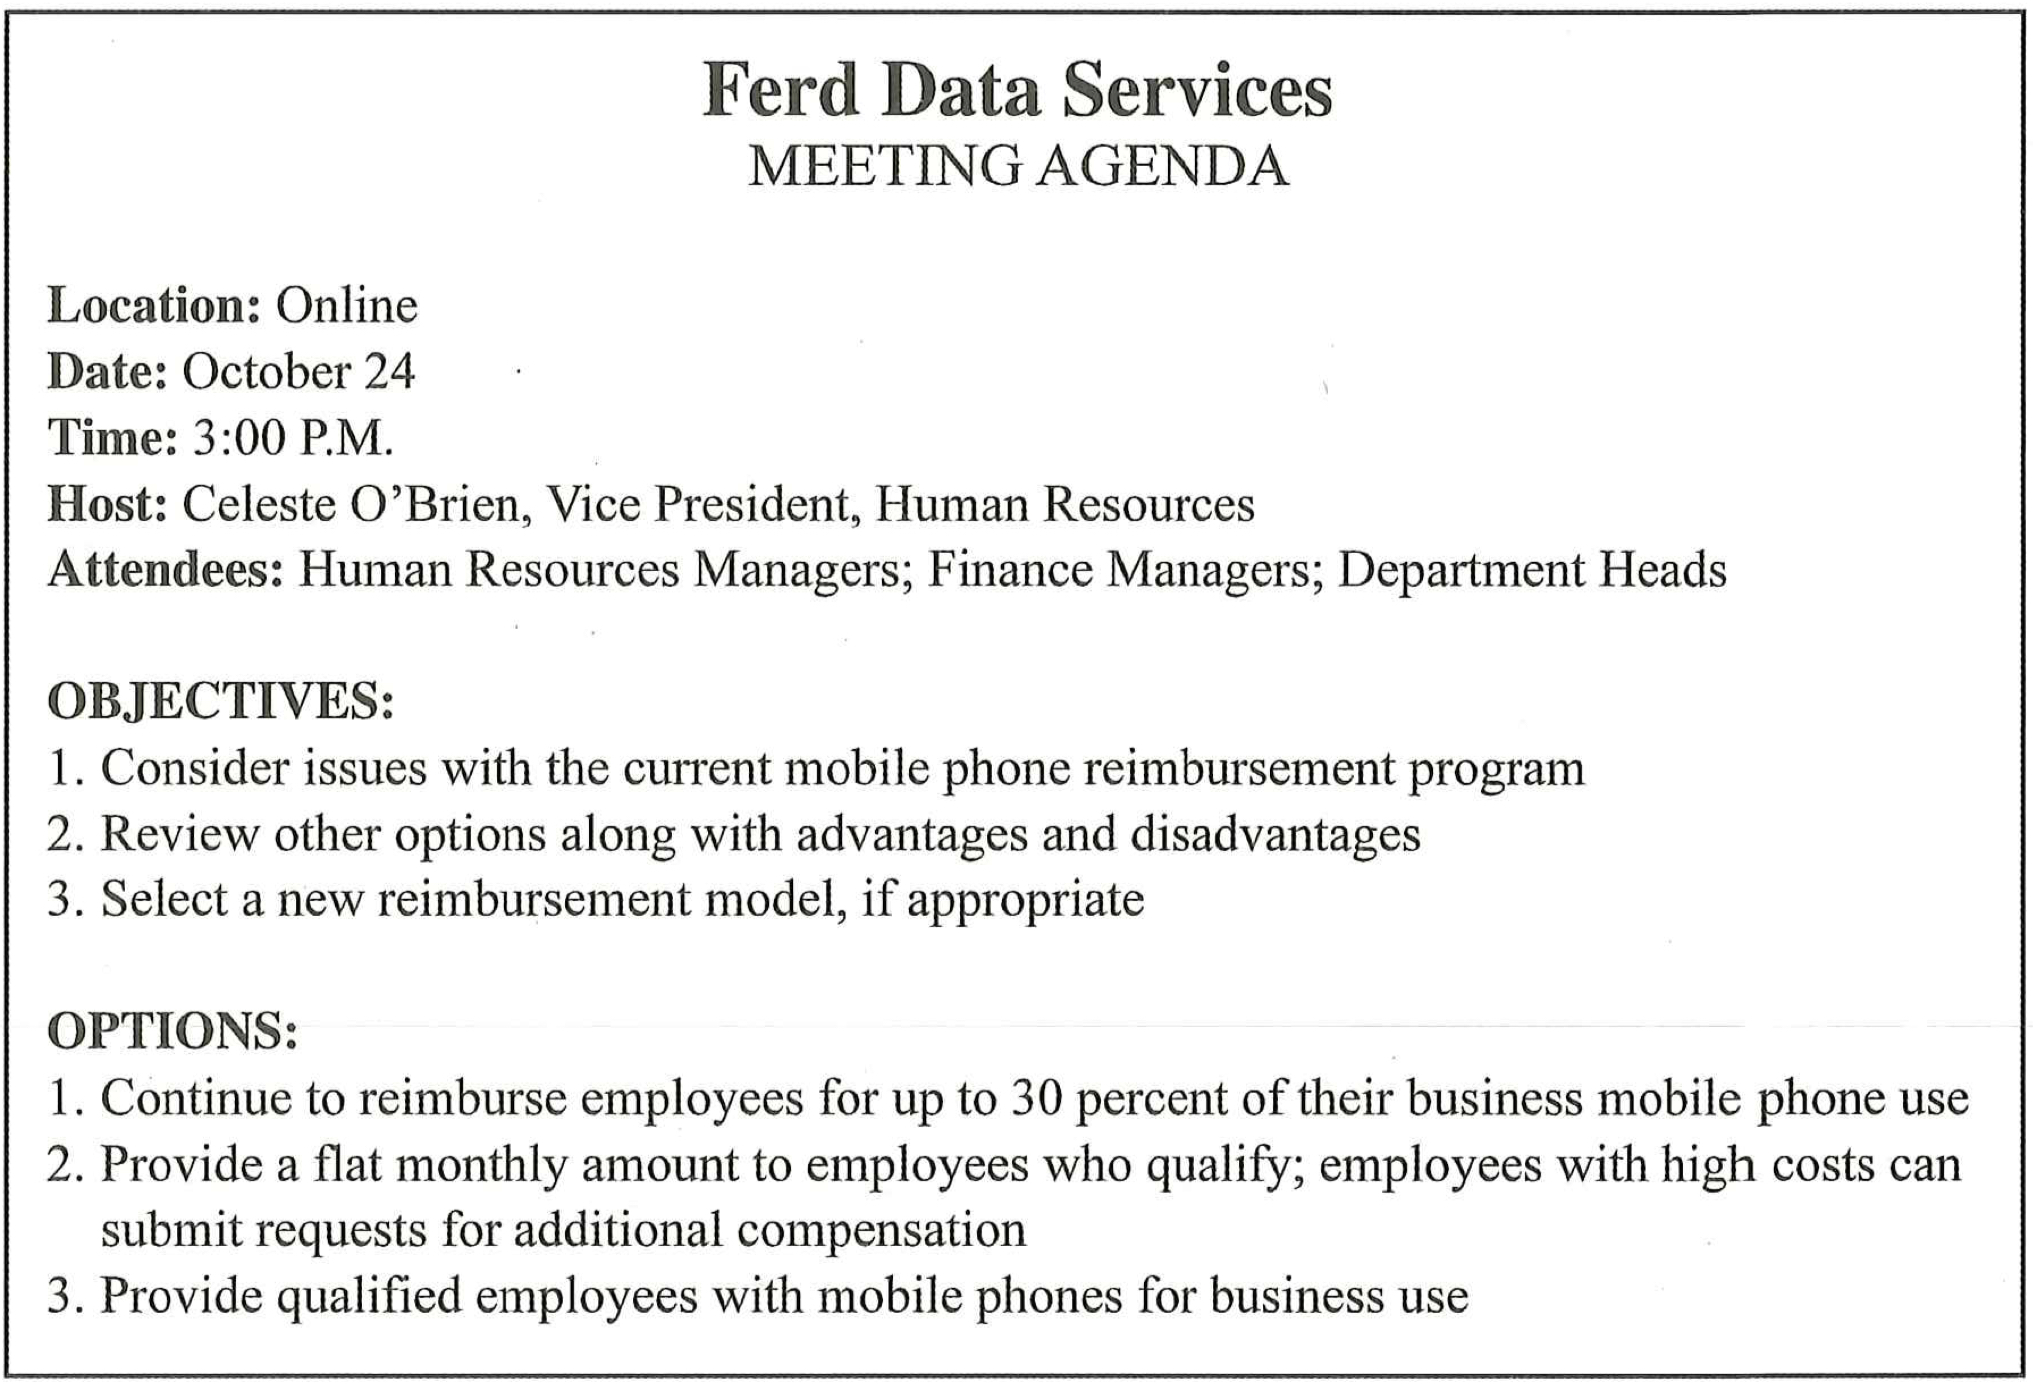 Ferd Data Services
MEETING AGENDA
Location: Online
Date: October 24
Time: 3:00 P.M.
Host: Celeste O’Brien, Vice President, Human Resources
Attendees: Human Resources Managers; Finance Managers; Department Heads
OBJECTIVES:
1. Consider issues with the current mobile phone reimbursement program
2. Review other options along with advantages and disadvantages
3. Select a new reimbursement model, if appropriate
OPTIONS:
1. Continue to reimburse employees for up to 30 percent of their business mobile phone use
2. Provide a flat monthly amount to employees who qualify; employees with high costs can
submit requests for additional compensation
3. Provide qualified employees with mobile phones for business use